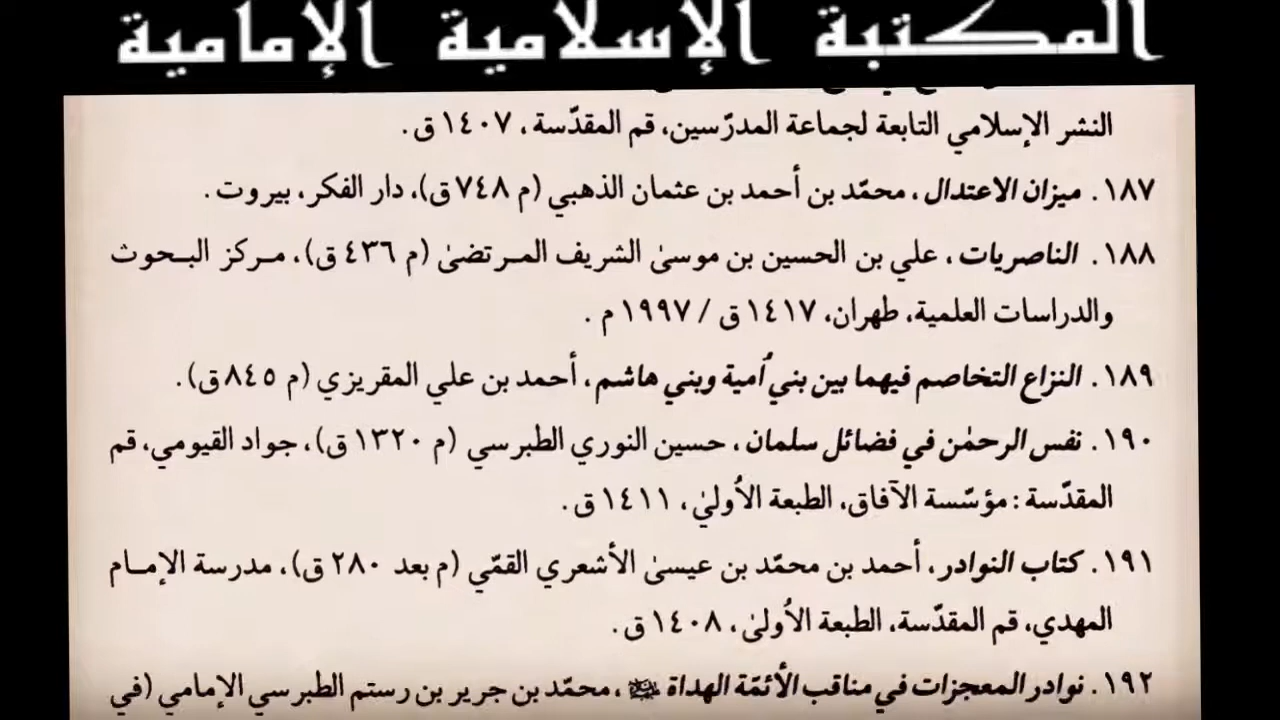 المكتبة الإسلامية الإمامية
النشر الإسلامي التابعة لجماعة المدرّسين، قم المقدّسة، ١٤٠٧ ق.
١٨٧. ميزان الاعتدال، محمّد بن أحمد بن عثمان الذهبي (م ٧٤٨ ق)، دار الفكر، بيروت.
١٨٨. الناصريات، علي بن الحسين بن موسىٰ الشريف المرتضىٰ (م ٤٣٦ ق)، مركز البحوث
والدراسات العلمية، طهران، ١٤١٧ ق / ١٩٩٧ م.
١٨٩. النزاع التخاصم فيهما بين بني أُمية وبني هاشم، أحمد بن علي المقريزي (م ٨٤٥ ق).
١٩٠. نفس الرحمٰن في فضائل سلمان، حسين النوري الطبرسي (م ١٣٢٠ ق)، جواد القيومي، قم
المقدّسة: مؤسّسة الآفاق، الطبعة الأُولىٰ، ١٤١١ ق.
١٩١. كتاب النوادر، أحمد بن محمّد بن عيسىٰ الأشعري القمّي (م بعد ٢٨٠ ق)، مدرسة الإمام
المهدي، قم المقدّسة، الطبعة الأُولىٰ، ١٤٠٨ ق.
١٩٢. نوادر المعجزات في مناقب الأئمّة الهداة، محمّد بن جرير بن رستم الطبرسي الإمامي (في